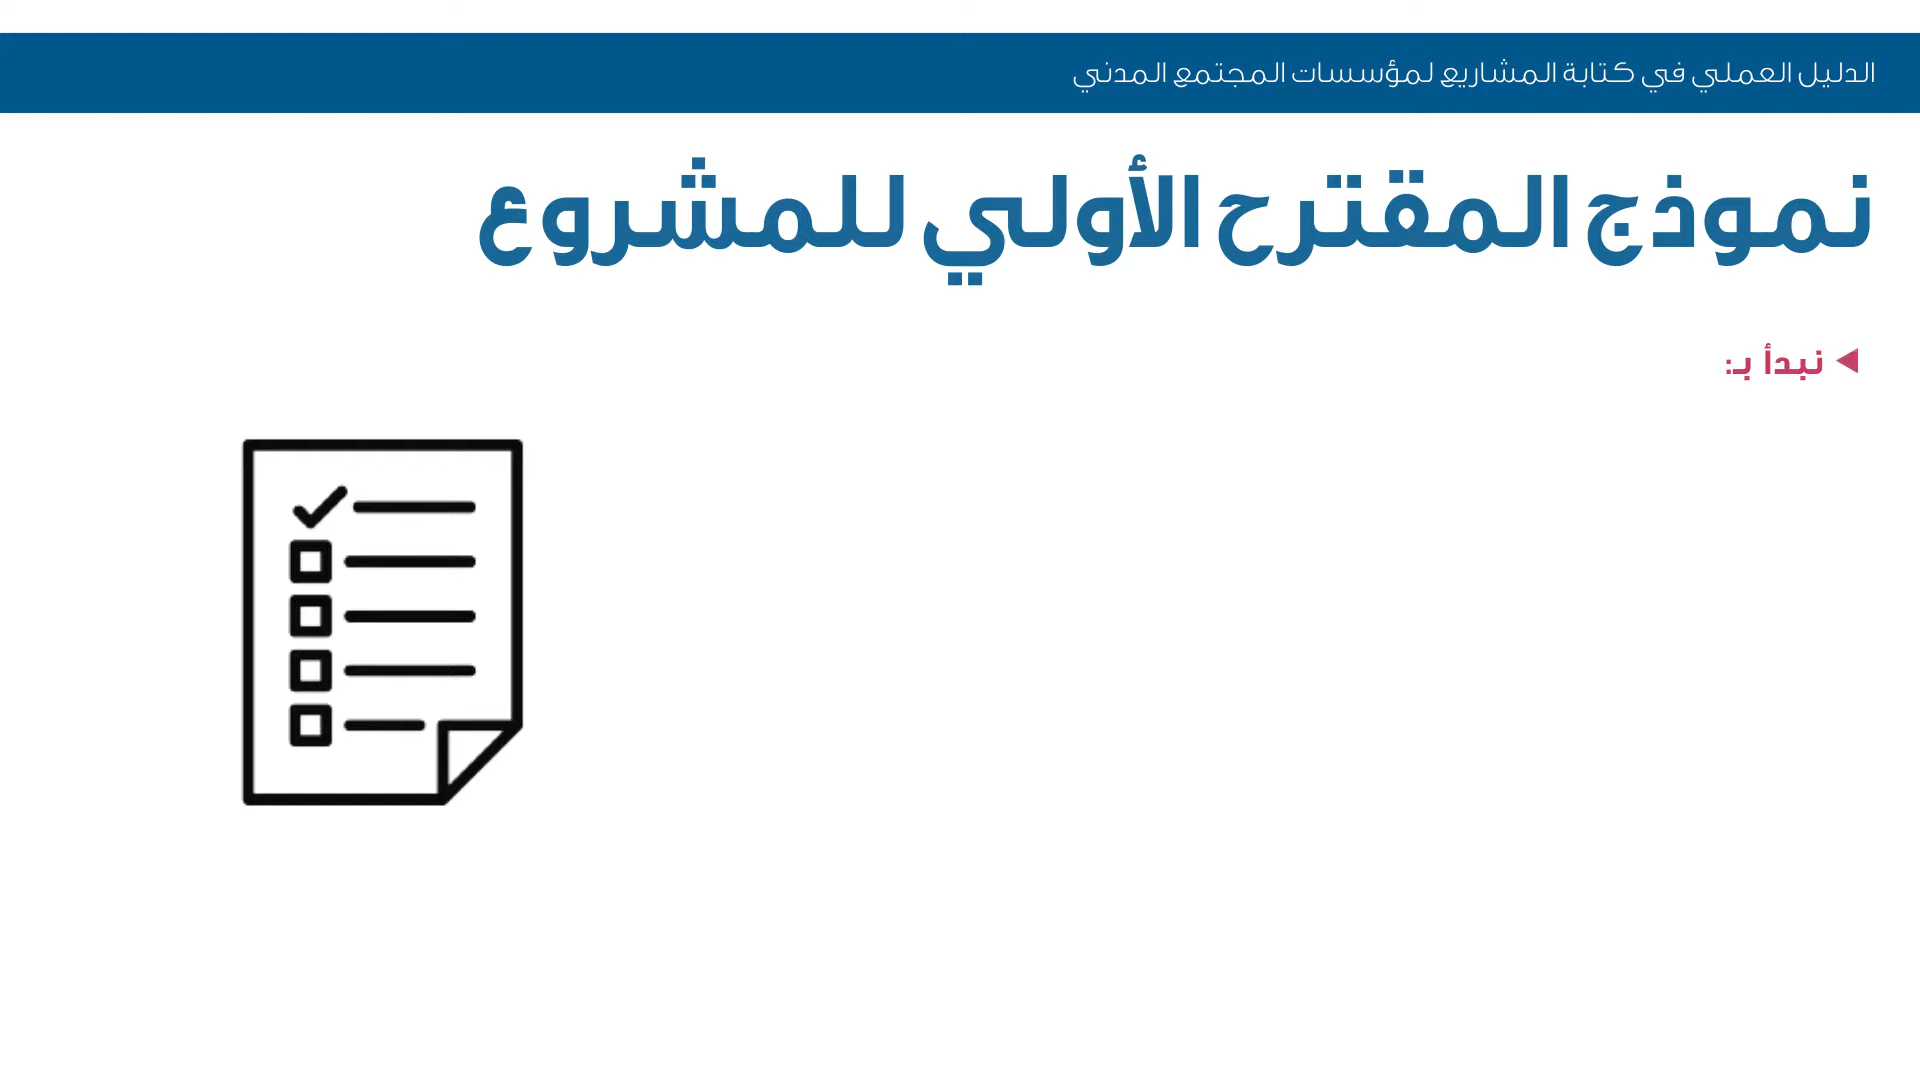 الدليل العملي في كتابة المشاريع لمؤسسات المجتمع المدني
نموذج المقترح الأولي للمشروع
نبدأ بـ: